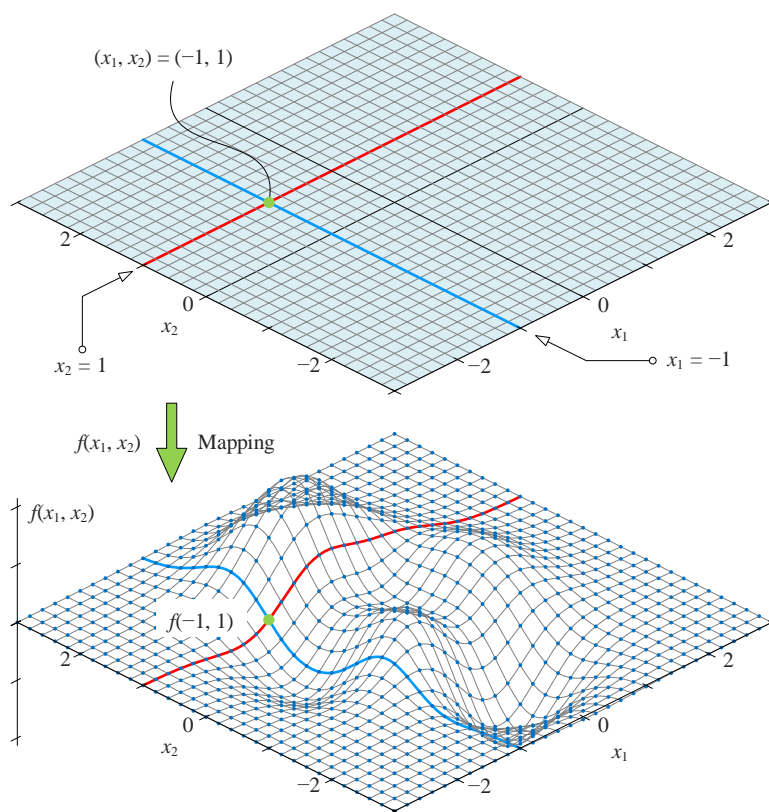 (x₁, x₂) = (−1, 1)
2
2
0
0
x₂
x₁
x₂ = 1
−2
−2
x₁ = −1
f(x₁, x₂) Mapping
f(x₁, x₂)
f(−1, 1)
2
2
0
0
x₂
x₁
−2
−2